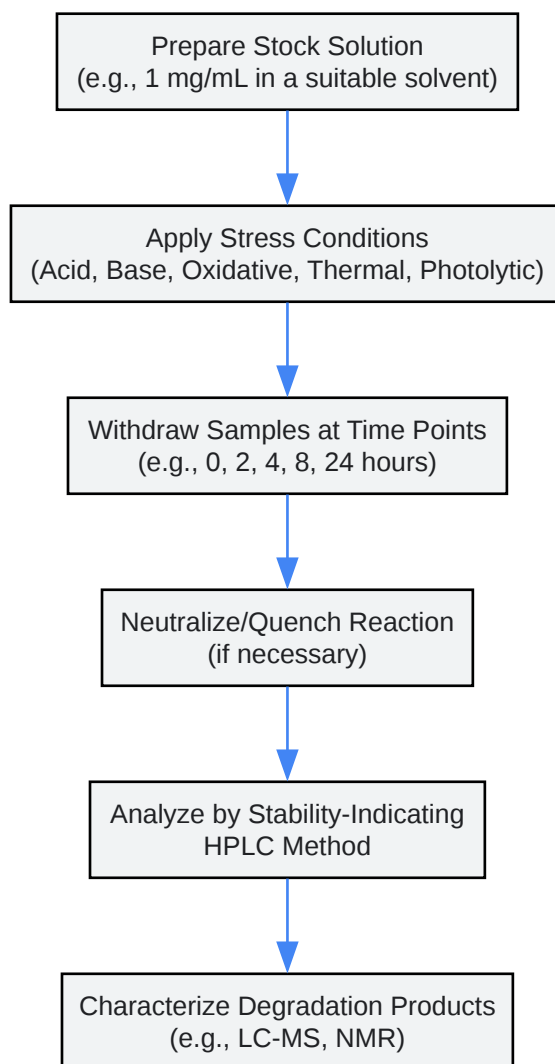 Prepare Stock Solution
(e.g., 1 mg/mL in a suitable solvent)
Apply Stress Conditions
(Acid, Base, Oxidative, Thermal, Photolytic)
Withdraw Samples at Time Points
(e.g., 0, 2, 4, 8, 24 hours)
Neutralize/Quench Reaction
(if necessary)
Analyze by Stability-Indicating
HPLC Method
Characterize Degradation Products
(e.g., LC-MS, NMR)